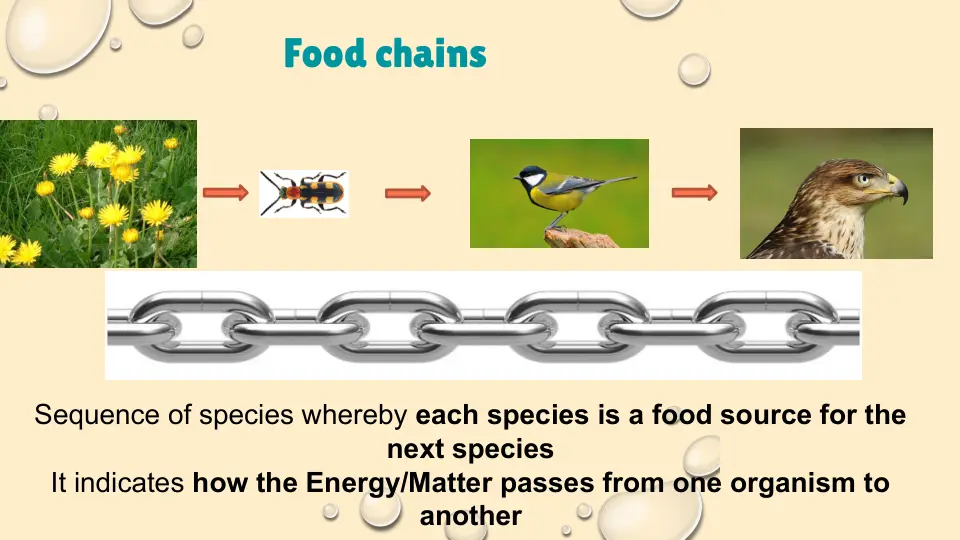 Food chains
Sequence of species whereby each species is a food source for the
next species
It indicates how the Energy/Matter passes from one organism to
another